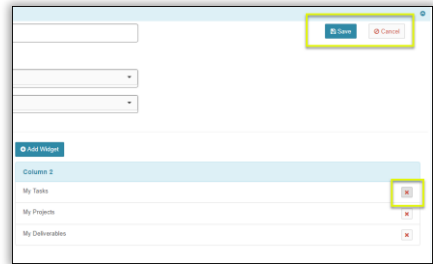 Save Cancel
Add Widget
Column 2
My Tasks
My Projects
My Deliverables